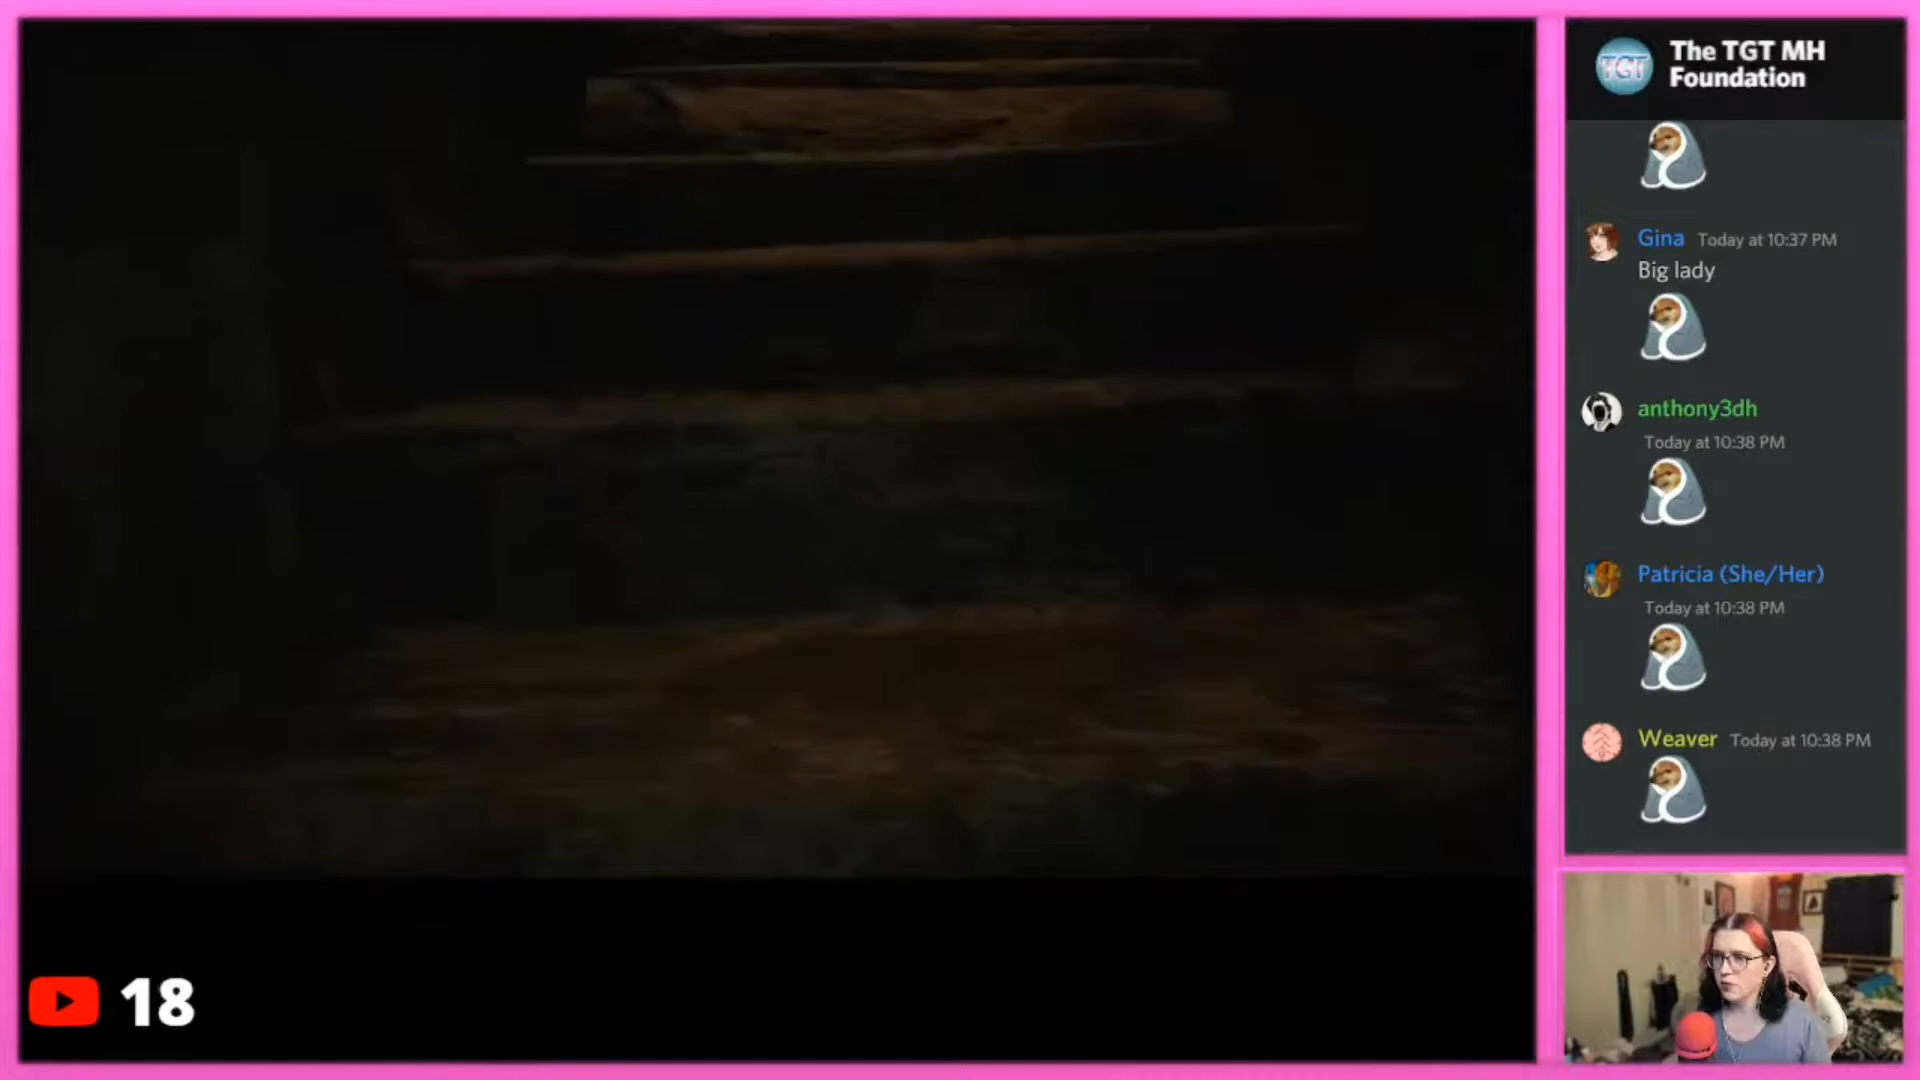 TGT
The TGT MH
Foundation
Gina Today at 10:37 PM
Big lady
anthony3dh
Today at 10:38 PM
Patricia (She/Her)
Today at 10:38 PM
Weaver Today at 10:38 PM
18